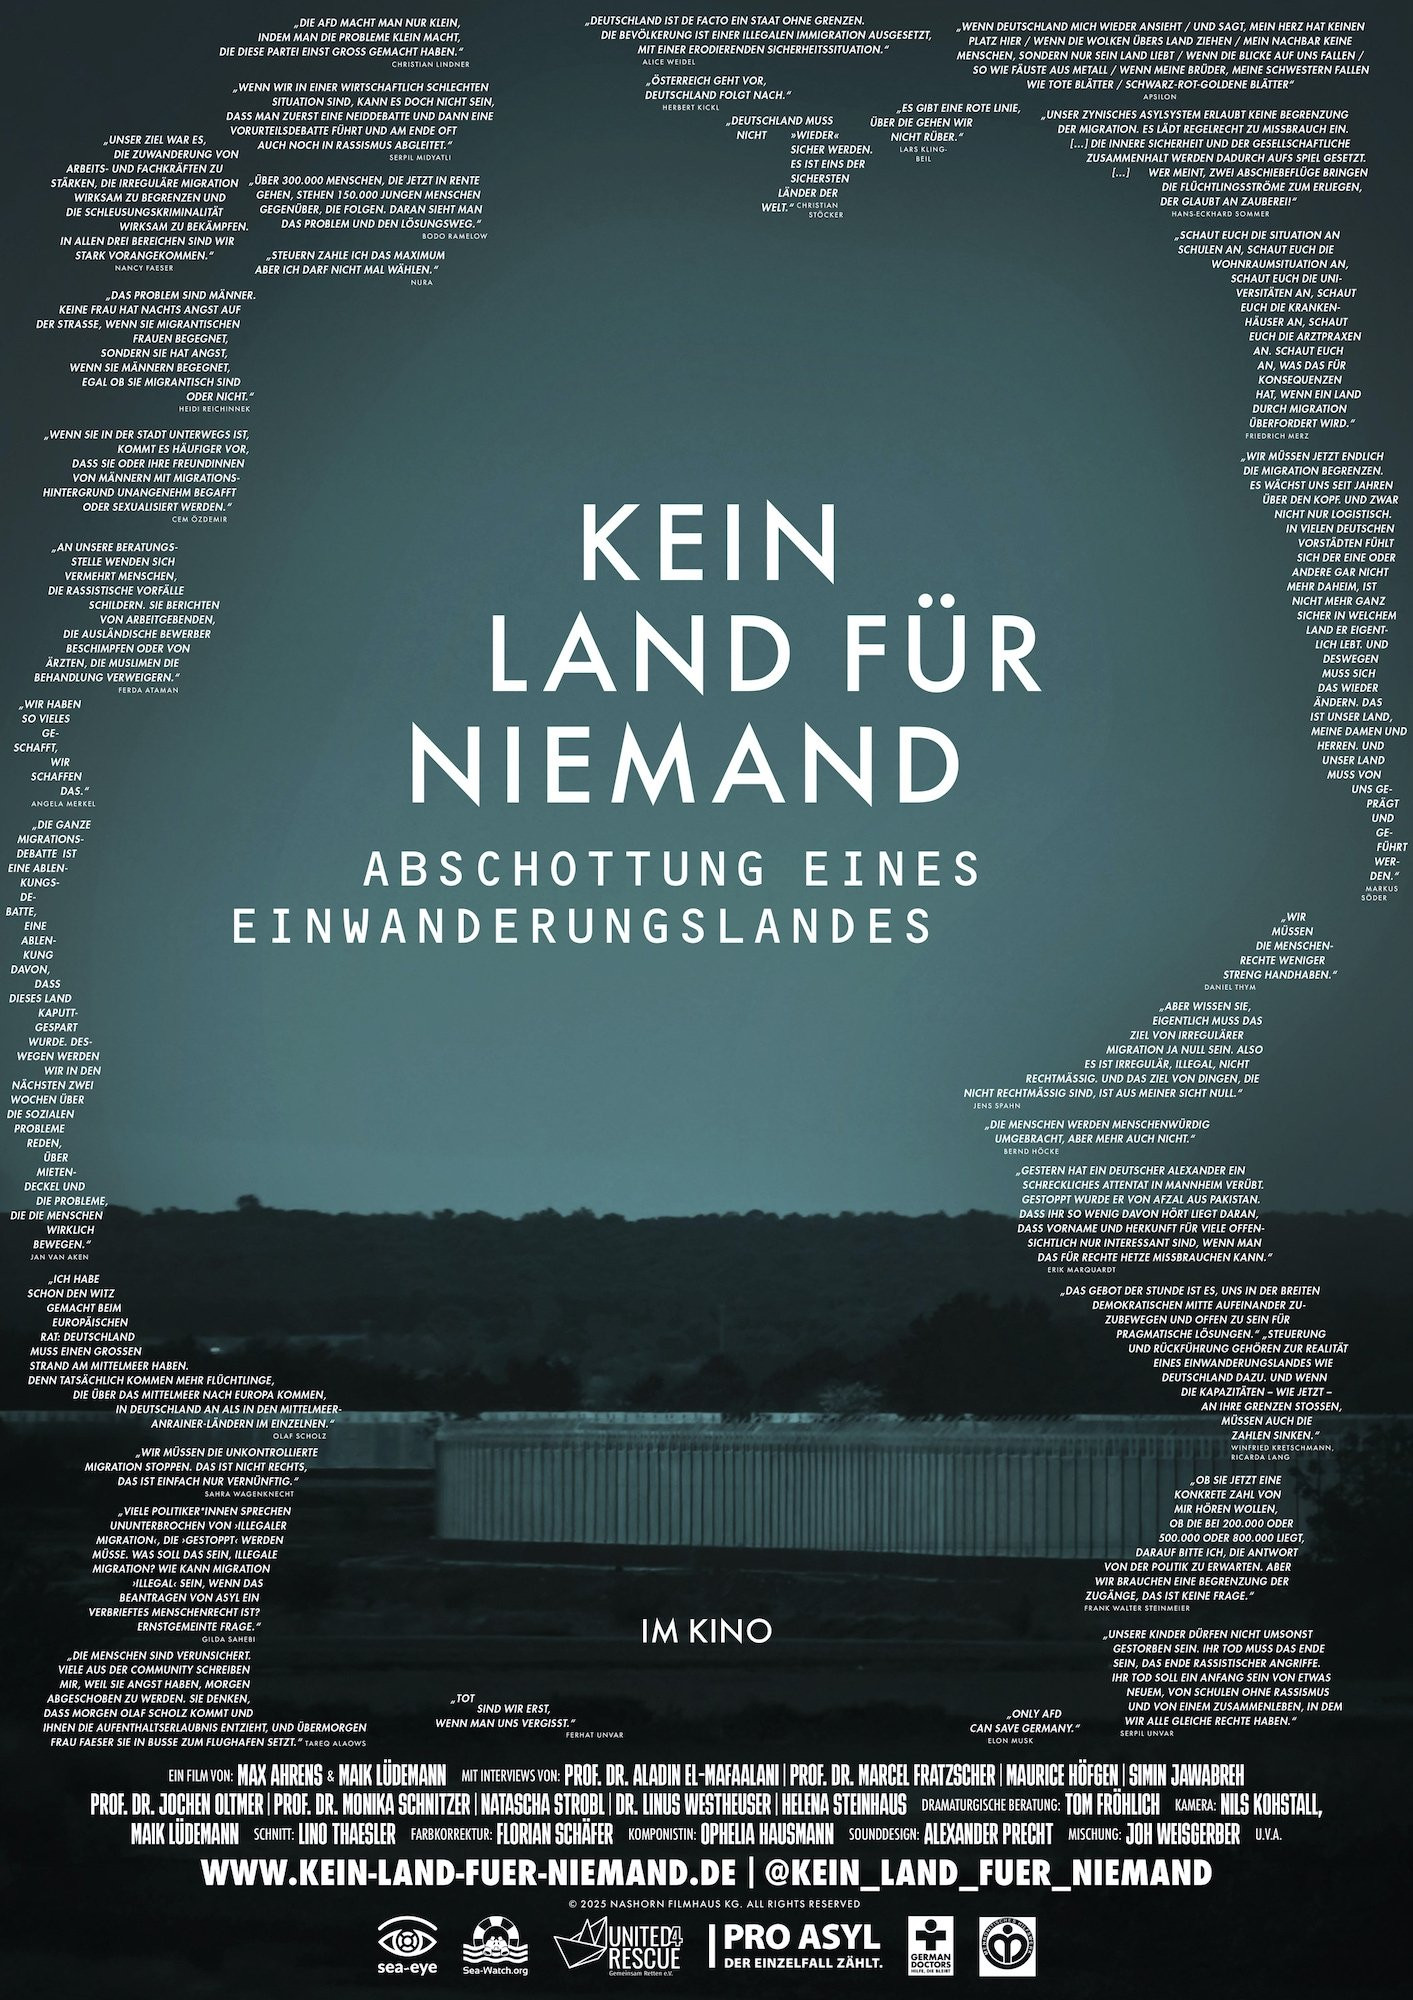 „DIE AFD MACHT MAN NUR KLEIN,
INDEM MAN DIE PROBLEME KLEIN MACHT,
DIE DIESE PARTEI EINST GROSS GEMACHT HABEN.“
CHRISTIAN LINDNER
„WENN WIR IN EINER WIRTSCHAFTLICH SCHLECHTEN
SITUATION SIND, KANN ES DOCH NICHT SEIN,
DASS MAN ZUERST EINE NEIDDEBATTE UND DANN EINE
VORURTEILSDEBATTE FÜHRT UND AM ENDE OFT
AUCH NOCH IN RASSISMUS ABGLEITET.“
SERPIL MIDYATLI
„UNSER ZIEL WAR ES,
DIE ZUWANDERUNG VON
ARBEITS- UND FACHKRÄFTEN ZU
STÄRKEN, DIE IRREGULÄRE MIGRATION
WIRKSAM ZU BEGRENZEN UND
DIE SCHLEUSUNGSKRIMINALITÄT
WIRKSAM ZU BEKÄMPFEN.
IN ALLEN DREI BEREICHEN SIND WIR
STARK VORANGEKOMMEN.“
NANCY FAESER
„ÜBER 300.000 MENSCHEN, DIE JETZT IN RENTE
GEHEN, STEHEN 150.000 JUNGEN MENSCHEN
GEGENÜBER, DIE FOLGEN. DARAN SIEHT MAN
DAS PROBLEM UND DEN LÖSUNGSWEG.“
BODO RAMELOW
„STEUERN ZAHLE ICH DAS MAXIMUM
ABER ICH DARF NICHT MAL WÄHLEN.“
NURA
„DAS PROBLEM SIND MÄNNER.
KEINE FRAU HAT NACHTS ANGST AUF
DER STRASSE, WENN SIE MIGRANTISCHEN
FRAUEN BEGEGNET,
SONDERN SIE HAT ANGST,
WENN SIE MÄNNERN BEGEGNET,
EGAL OB SIE MIGRANTISCH SIND
ODER NICHT.“
HEIDI REICHINNEK
„WENN SIE IN DER STADT UNTERWEGS IST,
KOMMT ES HÄUFIGER VOR,
DASS SIE ODER IHRE FREUNDINNEN
VON MÄNNERN MIT MIGRATIONS-
HINTERGRUND UNANGENEHM BEGAFFT
ODER SEXUALISIERT WERDEN.“
CEM ÖZDEMIR
„AN UNSERE BERATUNGS-
STELLE WENDEN SICH
VERMEHRT MENSCHEN,
DIE RASSISTISCHE VORFÄLLE
SCHILDERN. SIE BERICHTEN
VON ARBEITGEBENDEN,
DIE AUSLÄNDISCHE BEWERBER
BESCHIMPFEN ODER VON
ÄRZTEN, DIE MUSLIMEN DIE
BEHANDLUNG VERWEIGERN.“
FERDA ATAMAN
„WIR HABEN
SO VIELES
GE-
SCHAFFT,
WIR
SCHAFFEN
DAS.“
ANGELA MERKEL
„DIE GANZE
MIGRATIONS-
DEBATTE IST
EINE ABLEN-
KUNGS-
DE-
BATTE,
EINE
ABLEN-
KUNG
DAVON,
DASS
DIESES LAND
KAPUTT-
GESPART
WURDE. DES-
WEGEN WERDEN
WIR IN DEN
NÄCHSTEN ZWEI
WOCHEN ÜBER
DIE SOZIALEN
PROBLEME
REDEN,
ÜBER
MIETEN-
DECKEL UND
DIE PROBLEME,
DIE DIE MENSCHEN
WIRKLICH
BEWEGEN.“
JAN VAN AKEN
„ICH HABE
SCHON DEN WITZ
GEMACHT BEIM
EUROPÄISCHEN
RAT: DEUTSCHLAND
MUSS EINEN GROSSEN
STRAND AM MITTELMEER HABEN.
DENN TATSÄCHLICH KOMMEN MEHR FLÜCHTLINGE,
DIE ÜBER DAS MITTELMEER NACH EUROPA KOMMEN,
IN DEUTSCHLAND AN ALS IN DEN MITTELMEER-
ANRAINER-LÄNDERN IM EINZELNEN.“
OLAF SCHOLZ
„WIR MÜSSEN DIE UNKONTROLLIERTE
MIGRATION STOPPEN. DAS IST NICHT RECHTS,
DAS IST EINFACH NUR VERNÜNFTIG.“
SAHRA WAGENKNECHT
„VIELE POLITIKER*INNEN SPRECHEN
UNUNTERBROCHEN VON ›ILLEGALER
MIGRATION‹, DIE ›GESTOPPT‹ WERDEN
MÜSSE. WAS SOLL DAS SEIN, ILLEGALE
MIGRATION? WIE KANN MIGRATION
›ILLEGAL‹ SEIN, WENN DAS
BEANTRAGEN VON ASYL EIN
VERBRIEFTES MENSCHENRECHT IST?
ERNSTGEMEINTE FRAGE.“
GILDA SAHEBI
„DIE MENSCHEN SIND VERUNSICHERT.
VIELE AUS DER COMMUNITY SCHREIBEN
MIR, WEIL SIE ANGST HABEN, MORGEN
ABGESCHOBEN ZU WERDEN. SIE DENKEN,
DASS MORGEN OLAF SCHOLZ KOMMT UND
IHNEN DIE AUFENTHALTSERLAUBNIS ENTZIEHT, UND ÜBERMORGEN
FRAU FAESER SIE IN BUSSE ZUM FLUGHAFEN SETZT.“ TAREQ ALAOWS
„DEUTSCHLAND IST DE FACTO EIN STAAT OHNE GRENZEN.
DIE BEVÖLKERUNG IST EINER ILLEGALEN IMMIGRATION AUSGESETZT,
MIT EINER ERODIERENDEN SICHERHEITSSITUATION.“
ALICE WEIDEL
„ÖSTERREICH GEHT VOR,
DEUTSCHLAND FOLGT NACH.“
HERBERT KICKL
„DEUTSCHLAND MUSS
NICHT »WIEDER«
SICHER WERDEN.
ES IST EINS DER
SICHERSTEN
LÄNDER DER
WELT.“ CHRISTIAN
STÖCKER
„ES GIBT EINE ROTE LINIE,
ÜBER DIE GEHEN WIR
NICHT RÜBER.“
LARS KLING-
BEIL
„WENN DEUTSCHLAND MICH WIEDER ANSIEHT / UND SAGT, MEIN HERZ HAT KEINEN
PLATZ HIER / WENN DIE WOLKEN ÜBERS LAND ZIEHEN / MEIN NACHBAR KEINE
MENSCHEN, SONDERN NUR SEIN LAND LIEBT / WENN DIE BLICKE AUF UNS FALLEN /
SO WIE FÄUSTE AUS METALL / WENN MEINE BRÜDER, MEINE SCHWESTERN FALLEN
WIE TOTE BLÄTTER / SCHWARZ-ROT-GOLDENE BLÄTTER“
APSILON
„UNSER ZYNISCHES ASYLSYSTEM ERLAUBT KEINE BEGRENZUNG
DER MIGRATION. ES LÄDT REGELRECHT ZU MISSBRAUCH EIN.
[...] DIE INNERE SICHERHEIT UND DER GESELLSCHAFTLICHE
ZUSAMMENHALT WERDEN DADURCH AUFS SPIEL GESETZT.
[...] WER MEINT, ZWEI ABSCHIEBEFLÜGE BRINGEN
DIE FLÜCHTLINGSSTRÖME ZUM ERLIEGEN,
DER GLAUBT AN ZAUBEREI!“
HANS-ECKHARD SOMMER
„SCHAUT EUCH DIE SITUATION AN
SCHULEN AN, SCHAUT EUCH DIE
WOHNRAUMSITUATION AN,
SCHAUT EUCH DIE UNI-
VERSITÄTEN AN, SCHAUT
EUCH DIE KRANKEN-
HÄUSER AN, SCHAUT
EUCH DIE ARZTPRAXEN
AN. SCHAUT EUCH
AN, WAS DAS FÜR
KONSEQUENZEN
HAT, WENN EIN LAND
DURCH MIGRATION
ÜBERFORDERT WIRD.“
FRIEDRICH MERZ
„WIR MÜSSEN JETZT ENDLICH
DIE MIGRATION BEGRENZEN.
ES WÄCHST UNS SEIT JAHREN
ÜBER DEN KOPF. UND ZWAR
NICHT NUR LOGISTISCH.
IN VIELEN DEUTSCHEN
VORSTÄDTEN FÜHLT
SICH DER EINE ODER
ANDERE GAR NICHT
MEHR DAHEIM, IST
NICHT MEHR GANZ
SICHER IN WELCHEM
LAND ER EIGENT-
LICH LEBT. UND
DESWEGEN
MUSS SICH
DAS WIEDER
ÄNDERN. DAS
IST UNSER LAND,
MEINE DAMEN UND
HERREN. UND
UNSER LAND
MUSS VON
UNS GE-
PRÄGT
UND
GE-
FÜHRT
WER-
DEN.“
MARKUS
SÖDER
„WIR
MÜSSEN
DIE MENSCHEN-
RECHTE WENIGER
STRENG HANDHABEN.“
DANIEL THYM
„ABER WISSEN SIE,
EIGENTLICH MUSS DAS
ZIEL VON IRREGULÄRER
MIGRATION JA NULL SEIN. ALSO
ES IST IRREGULÄR, ILLEGAL, NICHT
RECHTMÄSSIG. UND DAS ZIEL VON DINGEN, DIE
NICHT RECHTMÄSSIG SIND, IST AUS MEINER SICHT NULL.“
JENS SPAHN
„DIE MENSCHEN WERDEN MENSCHENWÜRDIG
UMGEBRACHT, ABER MEHR AUCH NICHT.“
BERND HÖCKE
„GESTERN HAT EIN DEUTSCHER ALEXANDER EIN
SCHRECKLICHES ATTENTAT IN MANNHEIM VERÜBT.
GESTOPPT WURDE ER VON AFZAL AUS PAKISTAN.
DASS IHR SO WENIG DAVON HÖRT LIEGT DARAN,
DASS VORNAME UND HERKUNFT FÜR VIELE OFFEN-
SICHTLICH NUR INTERESSANT SIND, WENN MAN
DAS FÜR RECHTE HETZE MISSBRAUCHEN KANN.“
ERIK MARQUARDT
„DAS GEBOT DER STUNDE IST ES, UNS IN DER BREITEN
DEMOKRATISCHEN MITTE AUFEINANDER ZU-
ZUBEWEGEN UND OFFEN ZU SEIN FÜR
PRAGMATISCHE LÖSUNGEN.“ „STEUERUNG
UND RÜCKFÜHRUNG GEHÖREN ZUR REALITÄT
EINES EINWANDERUNGSLANDES WIE
DEUTSCHLAND DAZU. UND WENN
DIE KAPAZITÄTEN – WIE JETZT –
AN IHRE GRENZEN STOSSEN,
MÜSSEN AUCH DIE
ZAHLEN SINKEN.“
WINFRIED KRETSCHMANN,
RICARDA LANG
„OB SIE JETZT EINE
KONKRETE ZAHL VON
MIR HÖREN WOLLEN,
OB DIE BEI 200.000 ODER
500.000 ODER 800.000 LIEGT,
DARAUF BITTE ICH, DIE ANTWORT
VON DER POLITIK ZU ERWARTEN. ABER
WIR BRAUCHEN EINE BEGRENZUNG DER
ZUGÄNGE, DAS IST KEINE FRAGE.“
FRANK WALTER STEINMEIER
„UNSERE KINDER DÜRFEN NICHT UMSONST
GESTORBEN SEIN. IHR TOD MUSS DAS ENDE
SEIN, DAS ENDE RASSISTISCHER ANGRIFFE.
IHR TOD SOLL EIN ANFANG SEIN VON ETWAS
NEUEM, VON SCHULEN OHNE RASSISMUS
UND VON EINEM ZUSAMMENLEBEN, IN DEM
WIR ALLE GLEICHE RECHTE HABEN.“
SERPIL UNVAR
KEIN
LAND FÜR
NIEMAND
ABSCHOTTUNG EINES
EINWANDERUNGSLANDES
IM KINO
„TOT
SIND WIR ERST,
WENN MAN UNS VERGISST.“
FERHAT UNVAR
„ONLY AFD
CAN SAVE GERMANY.“
ELON MUSK
EIN FILM VON: MAX AHRENS & MAIK LÜDEMANN MIT INTERVIEWS VON: PROF. DR. ALADIN EL-MAFAALANI | PROF. DR. MARCEL FRATZSCHER | MAURICE HÖFGEN | SIMIN JAWABREH
PROF. DR. JOCHEN OLTMER | PROF. DR. MONIKA SCHNITZER | NATASCHA STROBL | DR. LINUS WESTHEUSER | HELENA STEINHAUS DRAMATURGISCHE BERATUNG: TOM FRÖHLICH KAMERA: NILS KOHSTALL,
MAIK LÜDEMANN SCHNITT: LINO THAESLER FARBKORREKTUR: FLORIAN SCHÄFER KOMPONISTIN: OPHELIA HAUSMANN SOUNDDESIGN: ALEXANDER PRECHT MISCHUNG: JOH WEISGERBER U.V.A.
WWW.KEIN-LAND-FUER-NIEMAND.DE | @KEIN_LAND_FUER_NIEMAND
© 2025 NASHORN FILMHAUS KG. ALL RIGHTS RESERVED
sea-eye
Sea-Watch.org
UNITED4
RESCUE
Gemeinsam Retten e.V.
PRO ASYL
DER EINZELFALL ZÄHLT.
GERMAN
DOCTORS
HILFE, DIE BLEIBT